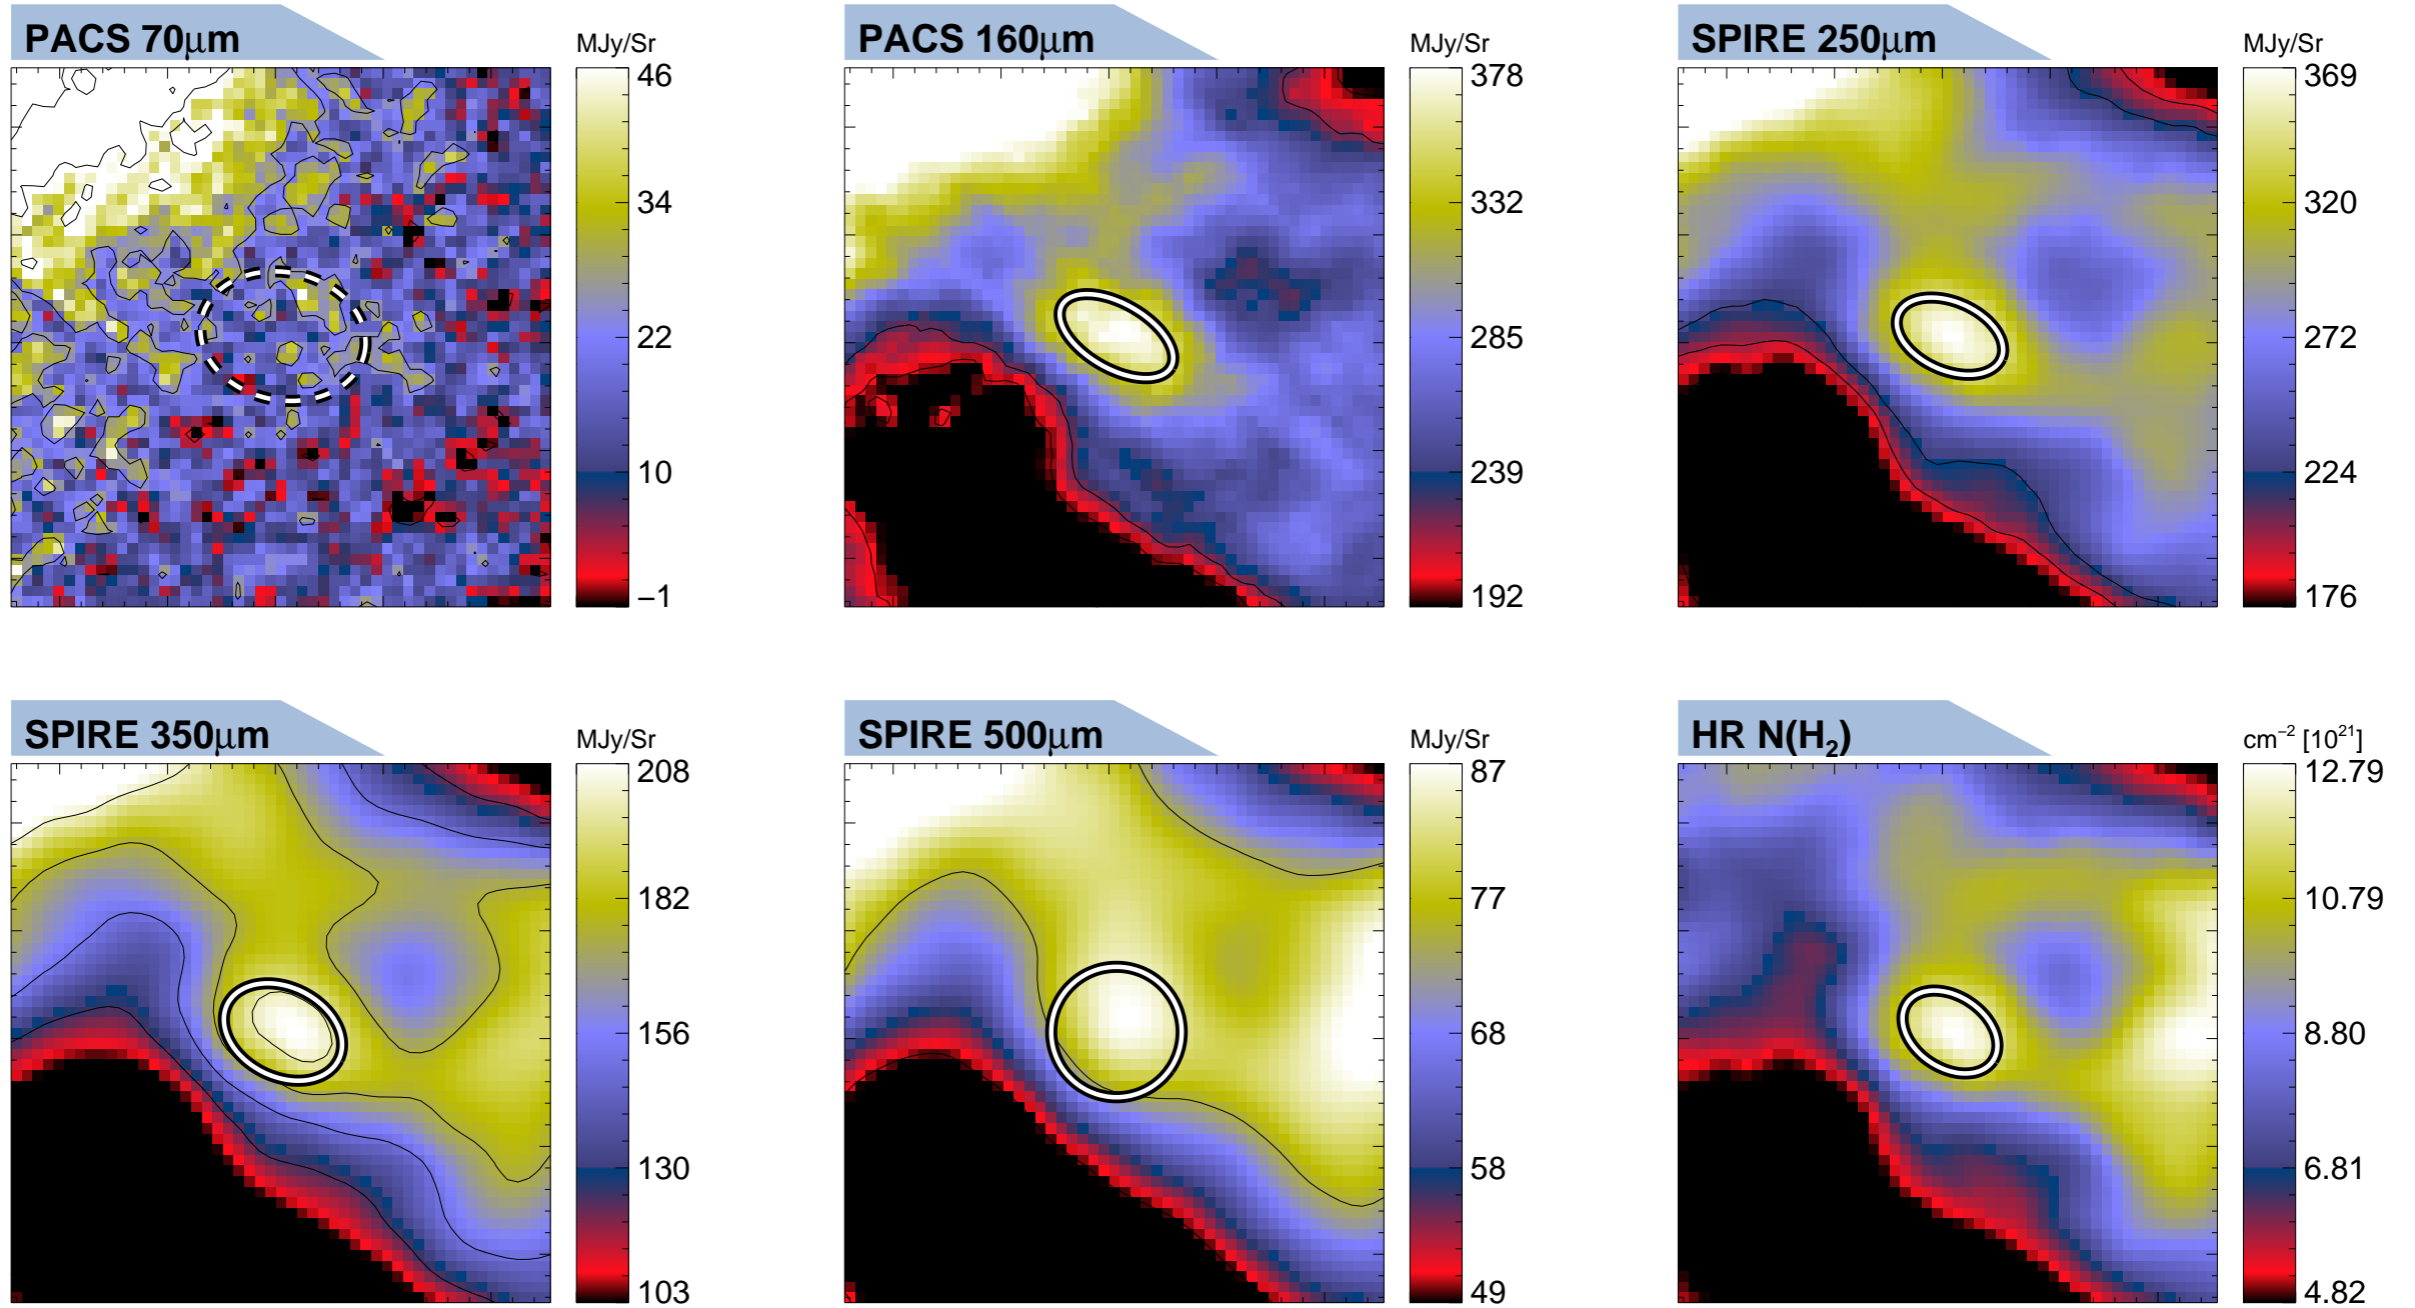 PACS 70μm
MJy/Sr
46
34
22
10
−1
PACS 160μm
MJy/Sr
378
332
285
239
192
SPIRE 250μm
MJy/Sr
369
320
272
224
176
SPIRE 350μm
MJy/Sr
208
182
156
130
103
SPIRE 500μm
MJy/Sr
87
77
68
58
49
HR N(H₂)
cm⁻² [10²¹]
12.79
10.79
8.80
6.81
4.82